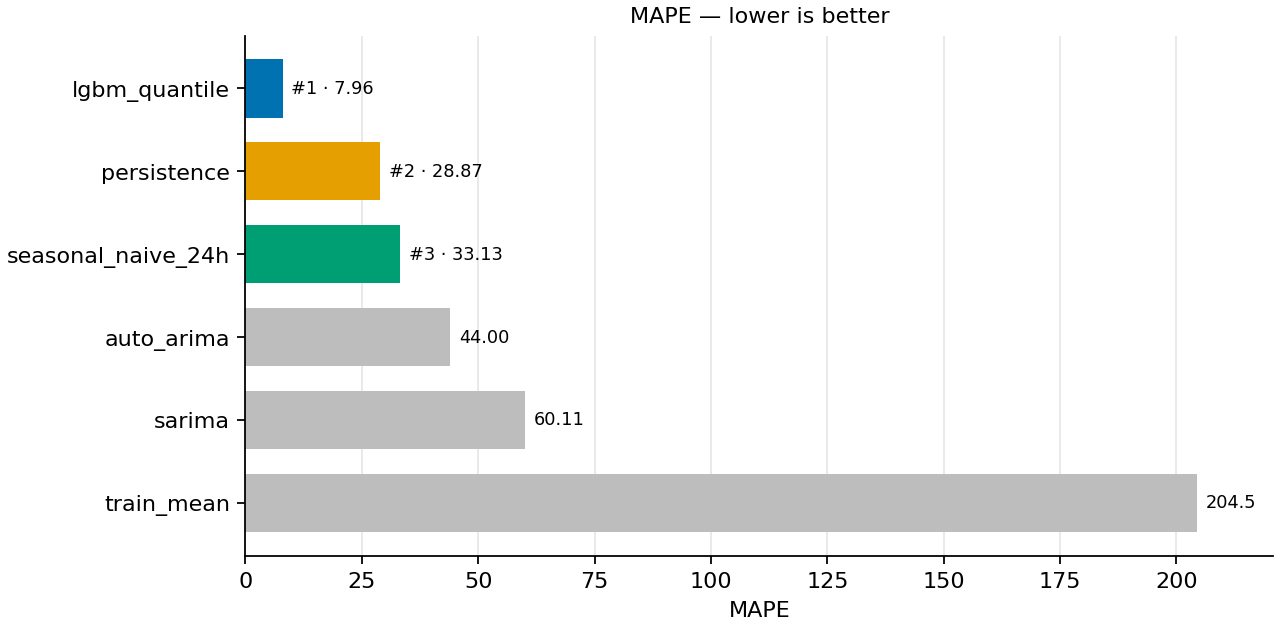 MAPE — lower is better
lgbm_quantile
#1 · 7.96
persistence
#2 · 28.87
seasonal_naive_24h
#3 · 33.13
auto_arima
44.00
sarima
60.11
train_mean
204.5
0 25 50 75 100 125 150 175 200
MAPE